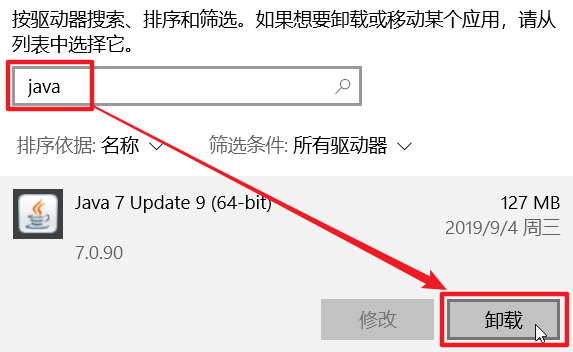 按驱动器搜索、排序和筛选。如果想要卸载或移动某个应用，请从
列表中选择它。
java
排序依据: 名称 筛选条件: 所有驱动器
Java 7 Update 9 (64-bit) 127 MB
2019/9/4 周三
7.0.90
修改 卸载